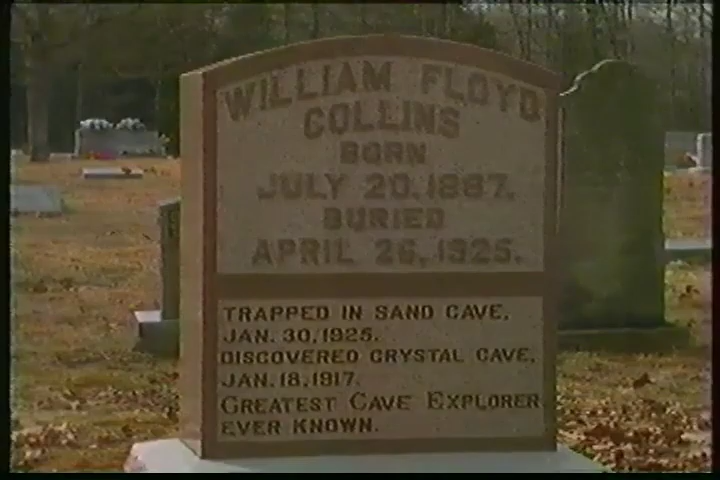 WILLIAM FLOYD
COLLINS
BORN
JULY 20, 1887.
BURIED
APRIL 26, 1925.
TRAPPED IN SAND CAVE,
JAN. 30, 1925.
DISCOVERED CRYSTAL CAVE,
JAN. 18, 1917.
GREATEST CAVE EXPLORER
EVER KNOWN.